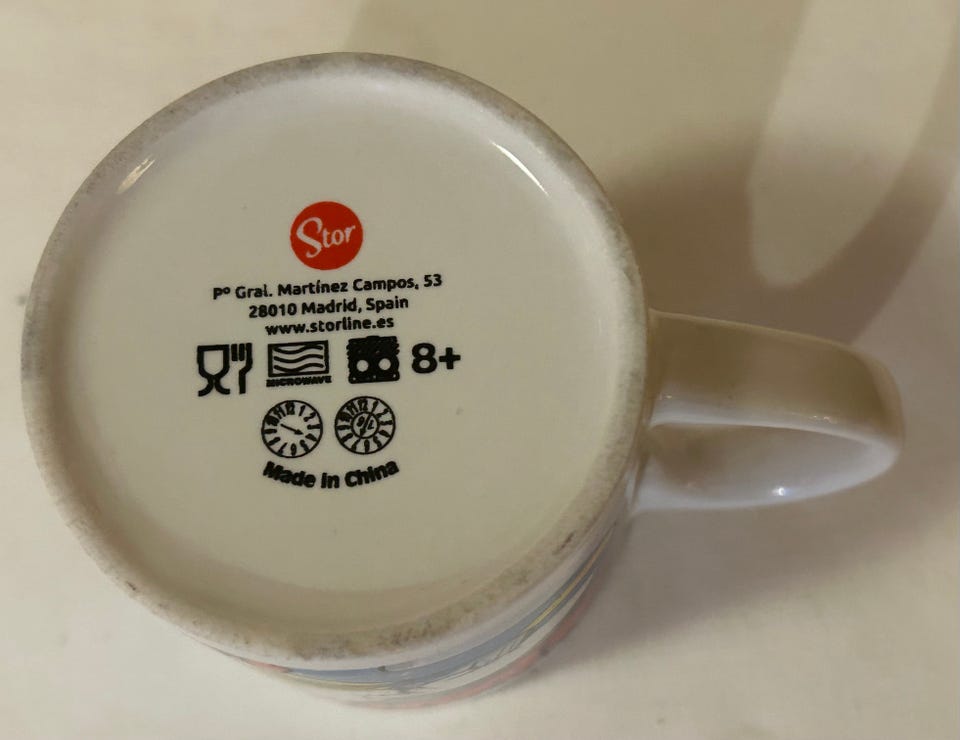 Stor
Pº Gral. Martínez Campos, 53
28010 Madrid, Spain
www.storline.es
MICROWAVE 8+
Made in China